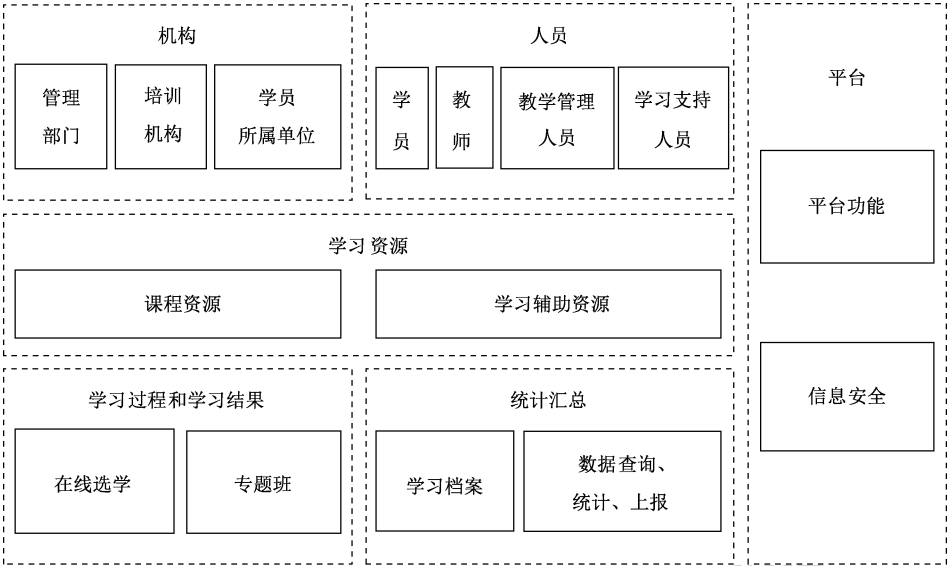 机构
管理
部门
培训
机构
学员
所属单位
人员
学
员
教
师
教学管理
人员
学习支持
人员
学习资源
课程资源
学习辅助资源
学习过程和学习结果
在线选学
专题班
统计汇总
学习档案
数据查询、
统计、上报
平台
平台功能
信息安全